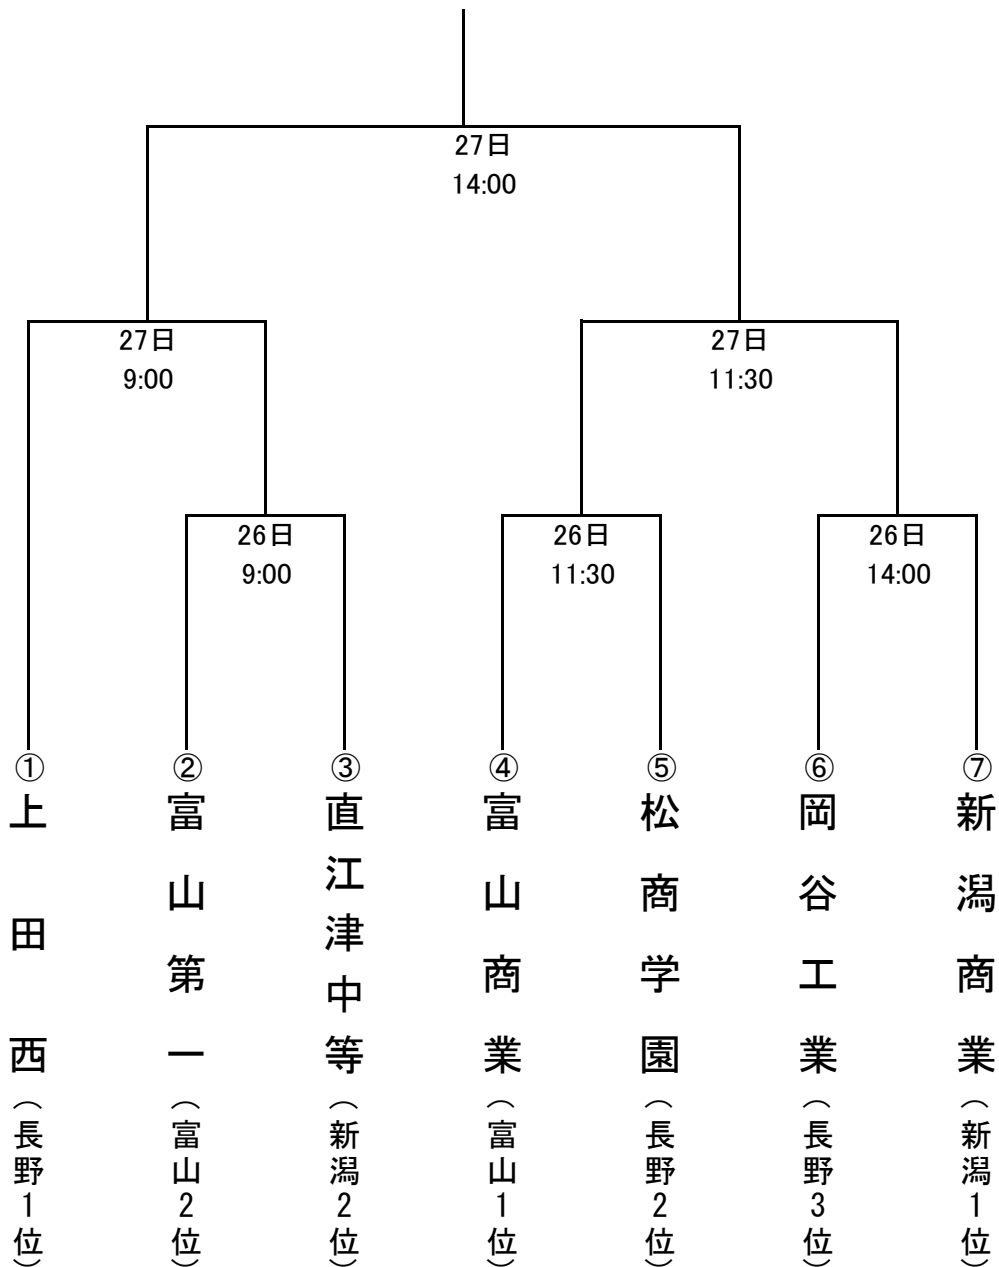 27日
14:00
27日
9:00
27日
11:30
26日
9:00
26日
11:30
26日
14:00
①上田西（長野1位）
②富山第一（富山2位）
③直江津中等（新潟2位）
④富山商業（富山1位）
⑤松商学園（長野2位）
⑥岡谷工業（長野3位）
⑦新潟商業（新潟1位）